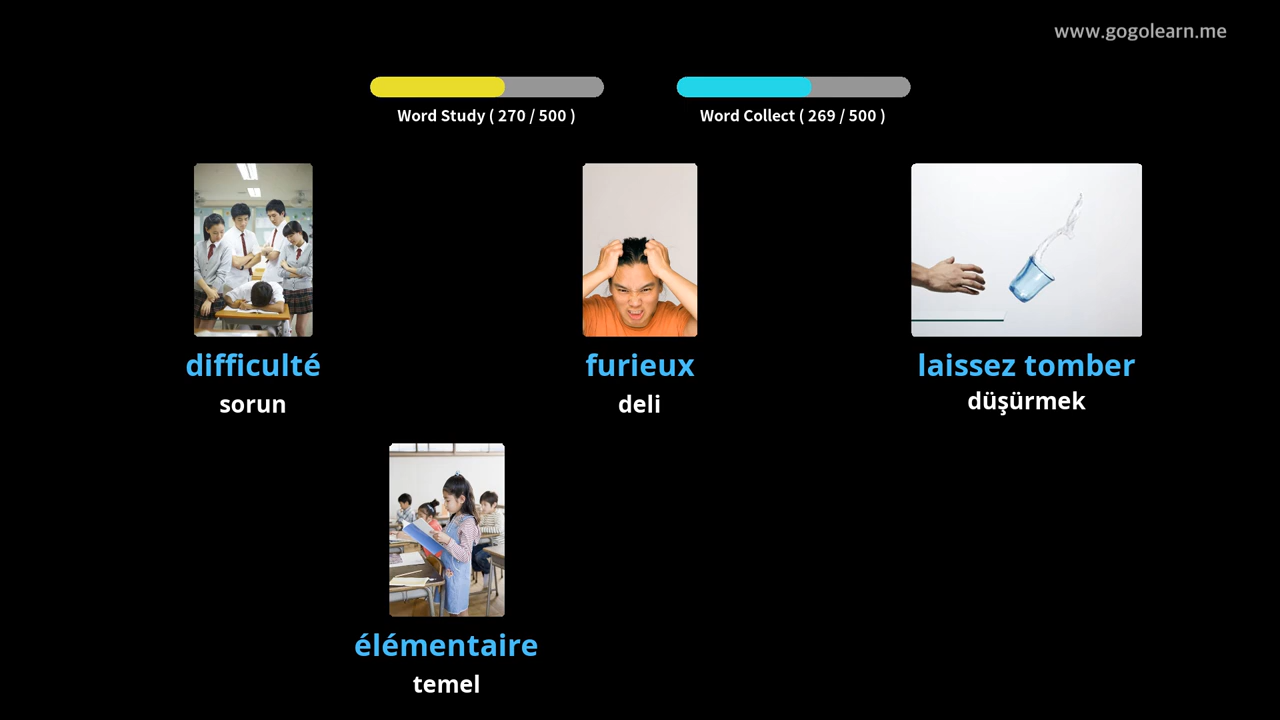 www.gogolearn.me
Word Study ( 270 / 500 )
Word Collect ( 269 / 500 )
difficulté
furieux
laissez tomber
sorun
deli
düşürmek
élémentaire
temel